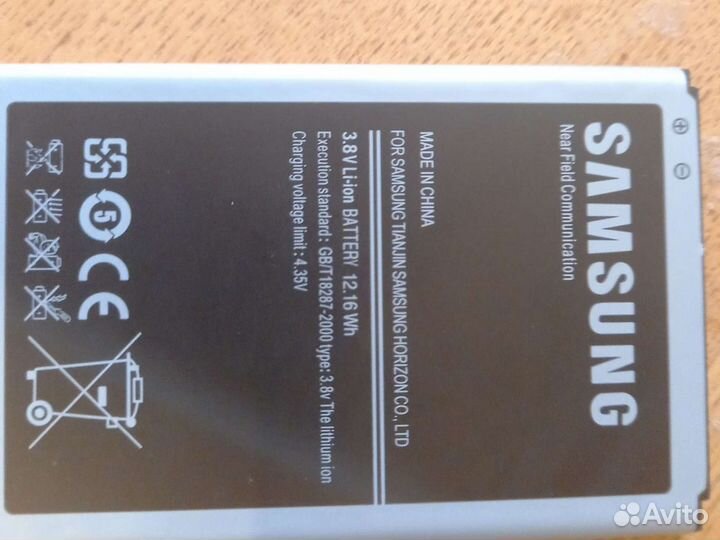 SAMSUNG
Near Field Communication
MADE IN CHINA
FOR SAMSUNG TIANJIN SAMSUNG HORIZON CO., LTD
3.8V Li-ion BATTERY 12.16 Wh
Execution standard: GB/T18287-2000 type: 3.8v The lithium ion
Charging voltage limit: 4.35V
5
CE
Avito